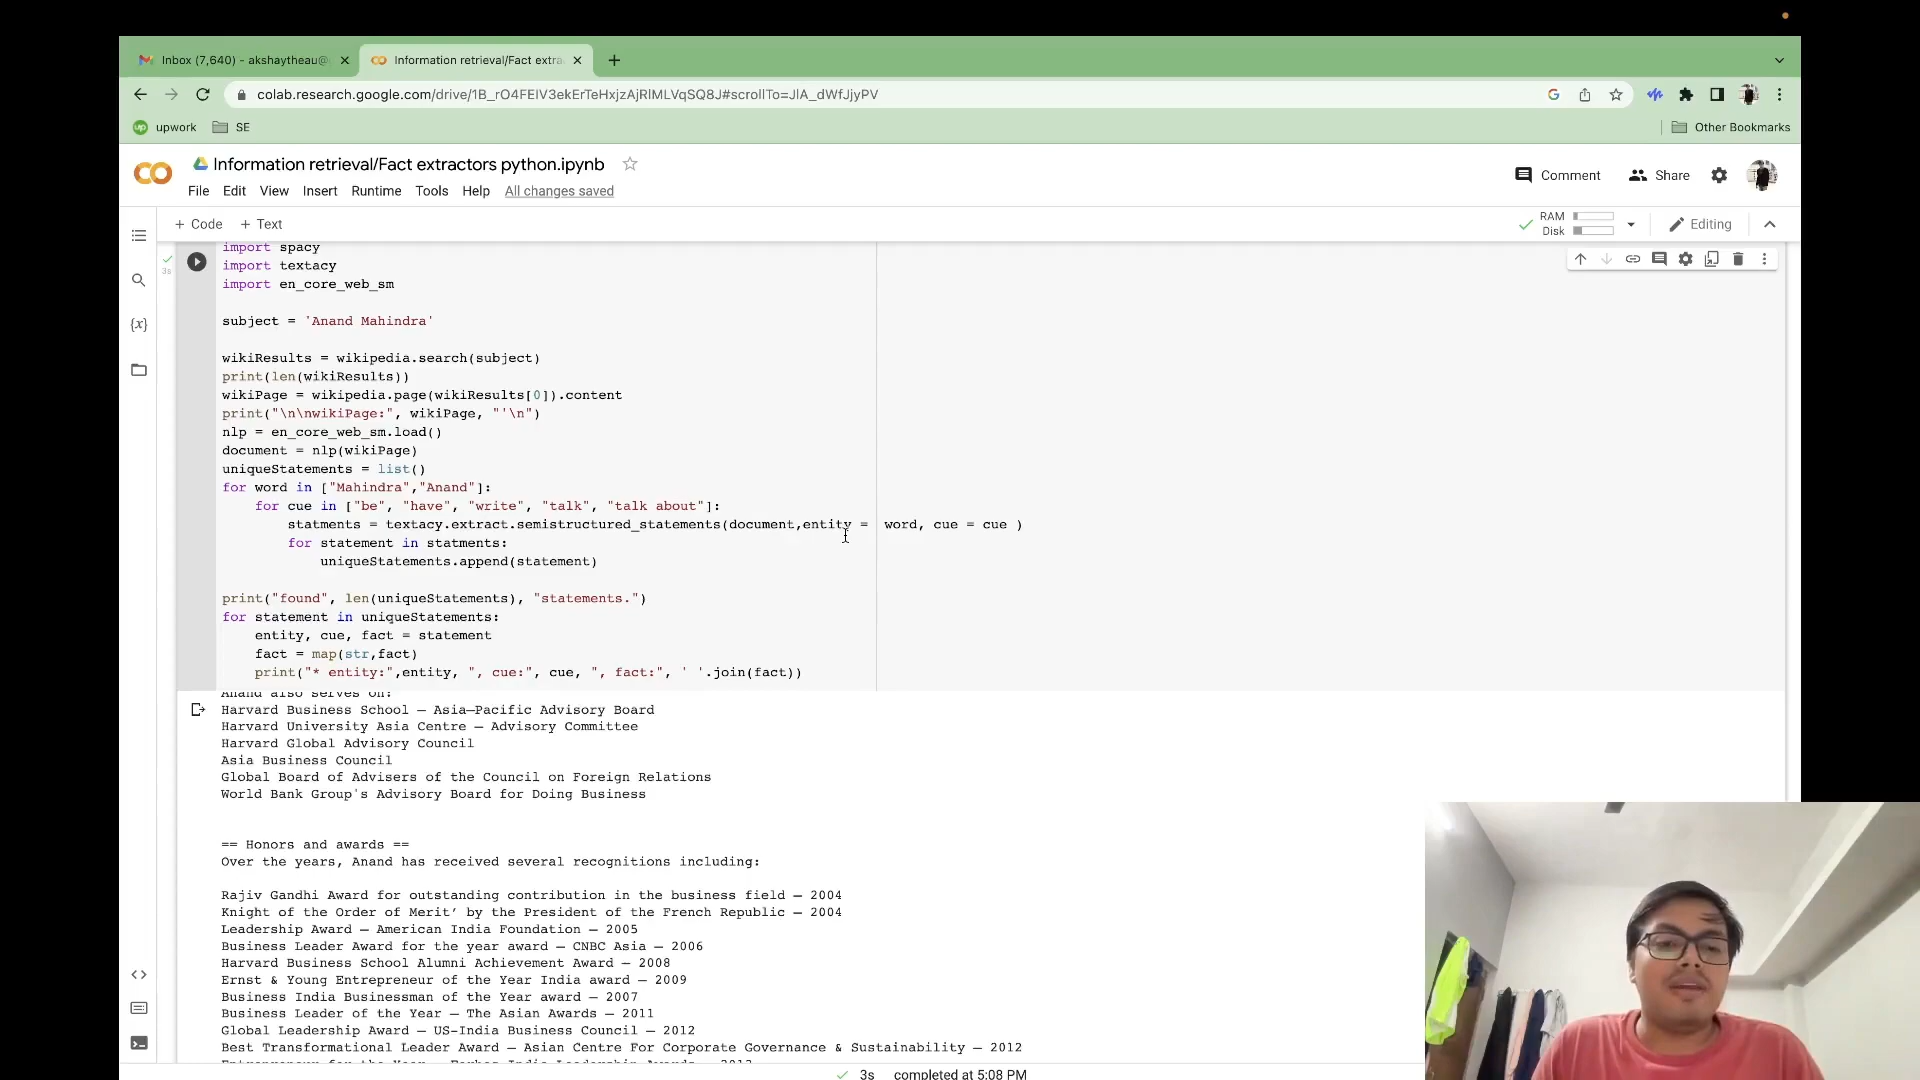 Inbox (7,640) - akshaytheau@
Information retrieval/Fact extra
colab.research.google.com/drive/1B_rO4FEIV3ekErTeHxjzAjRlMLVqSQ8J#scrollTo=JlA_dWfJjyPV
upwork
SE
Other Bookmarks
Information retrieval/Fact extractors python.ipynb
Comment
Share
File Edit View Insert Runtime Tools Help All changes saved
+ Code + Text
RAM
Disk
Editing
import spacy
3s
import textacy
import en_core_web_sm
subject = 'Anand Mahindra'
wikiResults = wikipedia.search(subject)
print(len(wikiResults))
wikiPage = wikipedia.page(wikiResults[0]).content
print("\n\nwikiPage:", wikiPage, "'\n")
nlp = en_core_web_sm.load()
document = nlp(wikiPage)
uniqueStatements = list()
for word in ["Mahindra","Anand"]:
for cue in ["be", "have", "write", "talk", "talk about"]:
statments = textacy.extract.semistructured_statements(document,entity = word, cue = cue )
for statement in statments:
uniqueStatements.append(statement)
print("found", len(uniqueStatements), "statements.")
for statement in uniqueStatements:
entity, cue, fact = statement
fact = map(str,fact)
print("* entity:",entity, ", cue:", cue, ", fact:", ' '.join(fact))
Anand also serves on:
Harvard Business School – Asia–Pacific Advisory Board
Harvard University Asia Centre – Advisory Committee
Harvard Global Advisory Council
Asia Business Council
Global Board of Advisers of the Council on Foreign Relations
World Bank Group's Advisory Board for Doing Business
== Honors and awards ==
Over the years, Anand has received several recognitions including:
Rajiv Gandhi Award for outstanding contribution in the business field – 2004
Knight of the Order of Merit’ by the President of the French Republic – 2004
Leadership Award – American India Foundation – 2005
Business Leader Award for the year award – CNBC Asia – 2006
Harvard Business School Alumni Achievement Award – 2008
Ernst & Young Entrepreneur of the Year India award – 2009
Business India Businessman of the Year award – 2007
Business Leader of the Year – The Asian Awards – 2011
Global Leadership Award – US-India Business Council – 2012
Best Transformational Leader Award – Asian Centre For Corporate Governance & Sustainability – 2012
3s completed at 5:08 PM